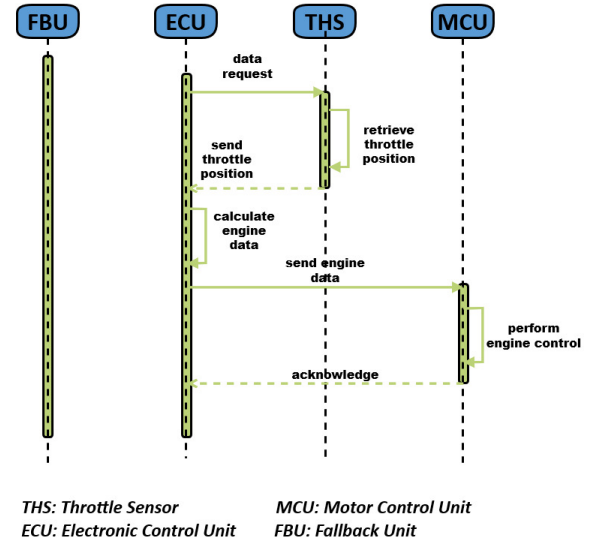 FBU ECU THS MCU
data
request
retrieve
throttle
position
send
throttle
position
calculate
engine
data
send engine
data
perform
engine control
acknowledge
THS: Throttle Sensor MCU: Motor Control Unit
ECU: Electronic Control Unit FBU: Fallback Unit